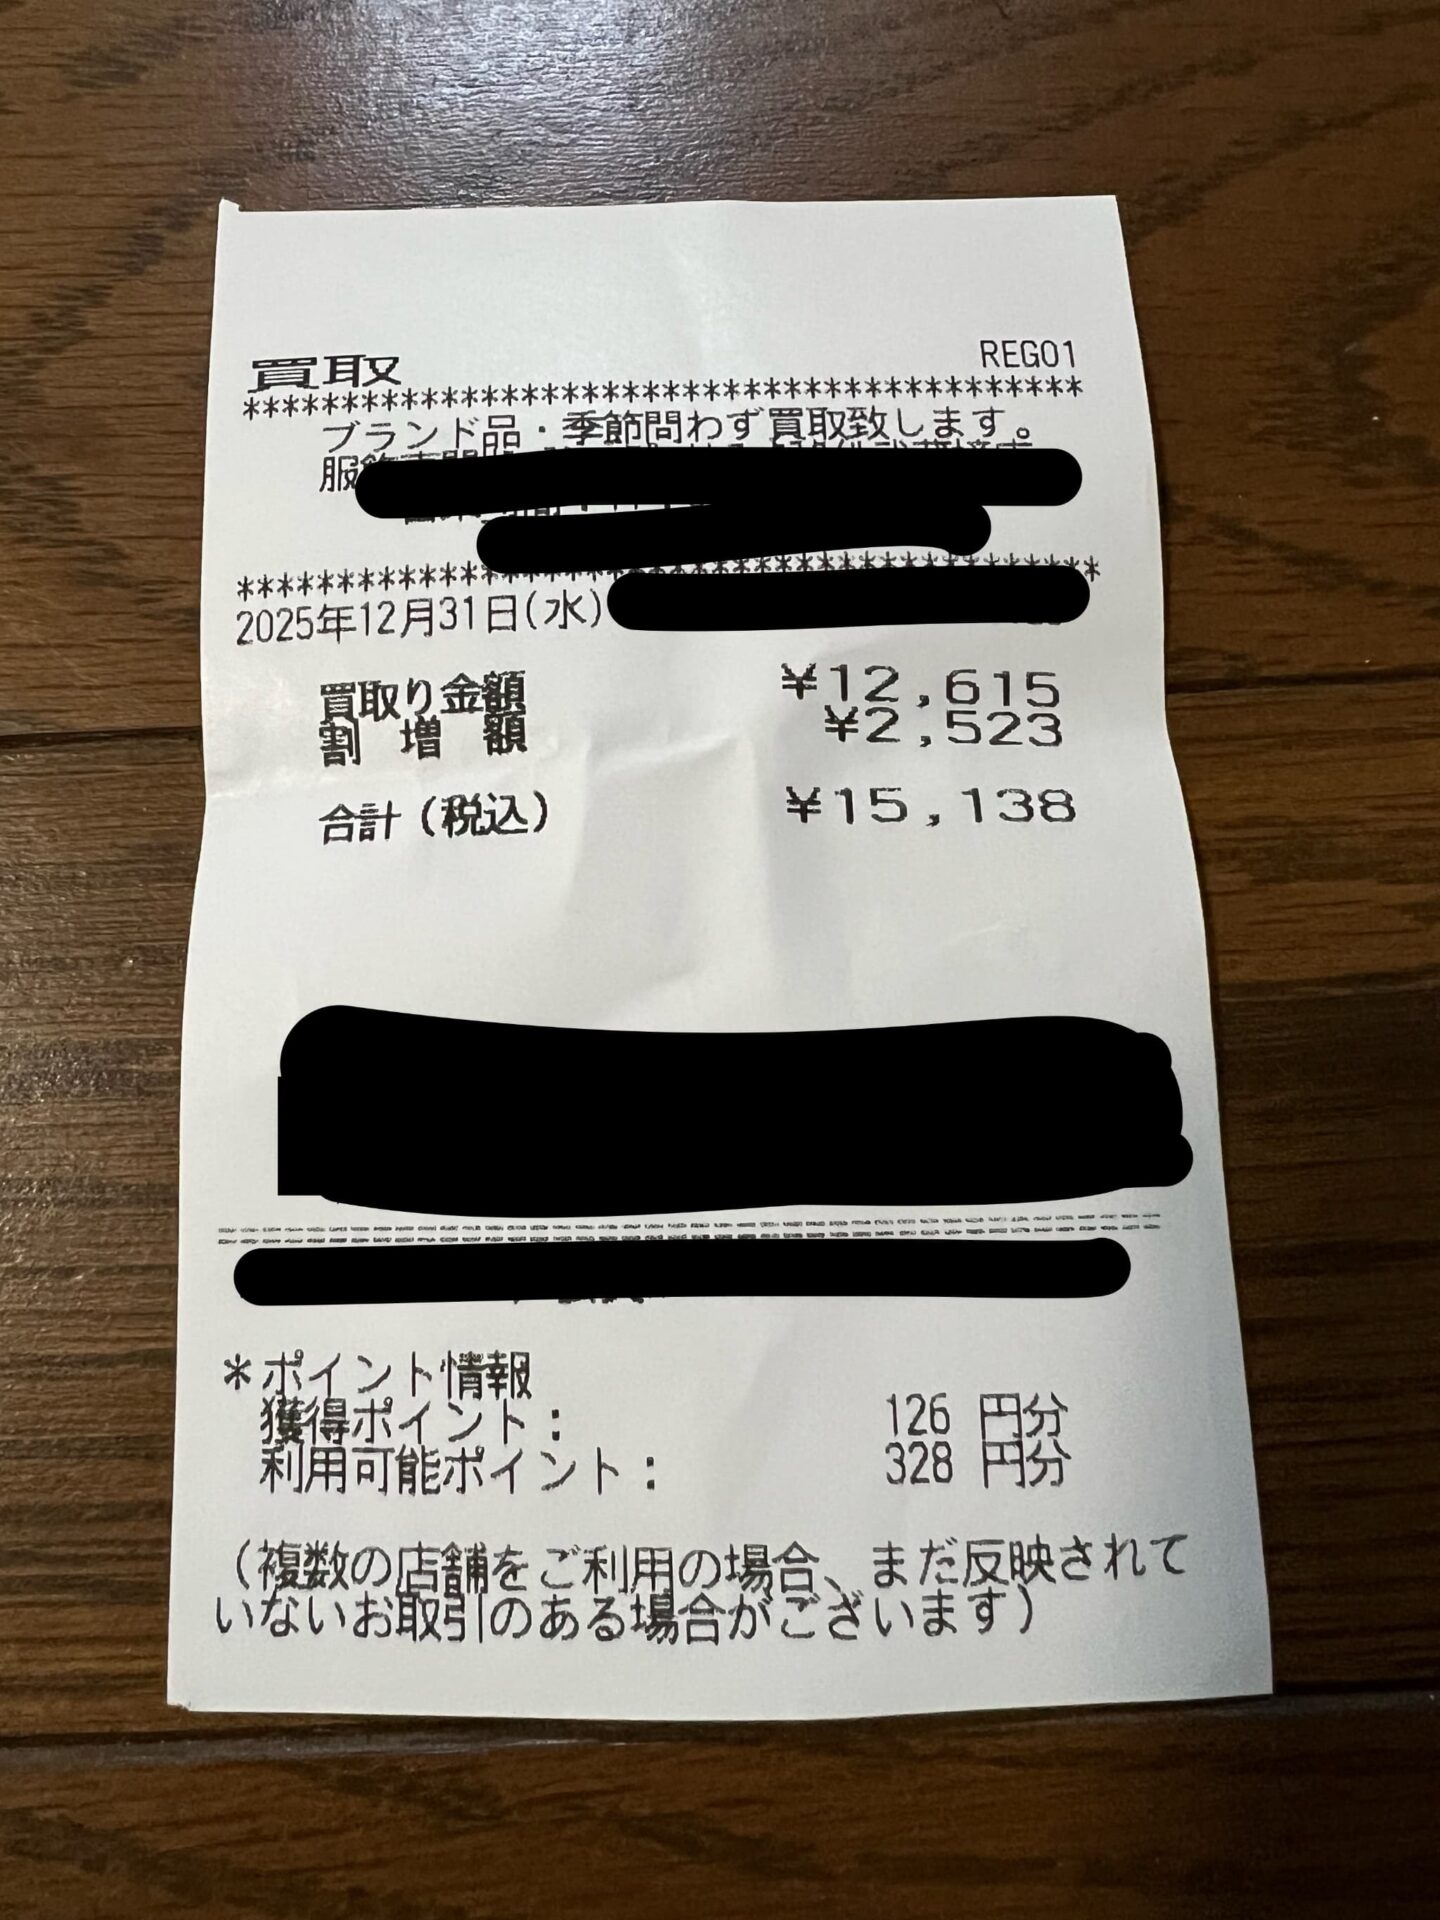 買取 REG01
******************************************
ブランド品・季節問わず買取致します。
服飾専門
******************************************
2025年12月31日(水)
買取り金額 ¥12,615
割増額 ¥2,523
合計(税込) ¥15,138
*ポイント情報
獲得ポイント: 126 円分
利用可能ポイント: 328 円分
(複数の店舗をご利用の場合、まだ反映されて
いないお取引のある場合がございます)